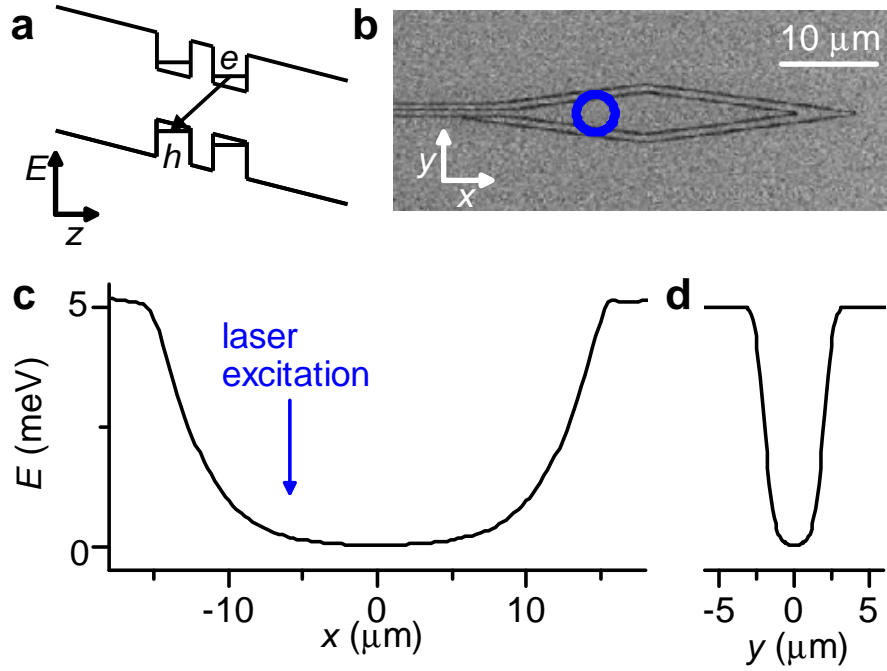 a
e
h
E
z
b
10 μm
y
x
c
5
0
E (meV)
laser
excitation
-10
0
10
x (μm)
d
-5
0
5
y (μm)